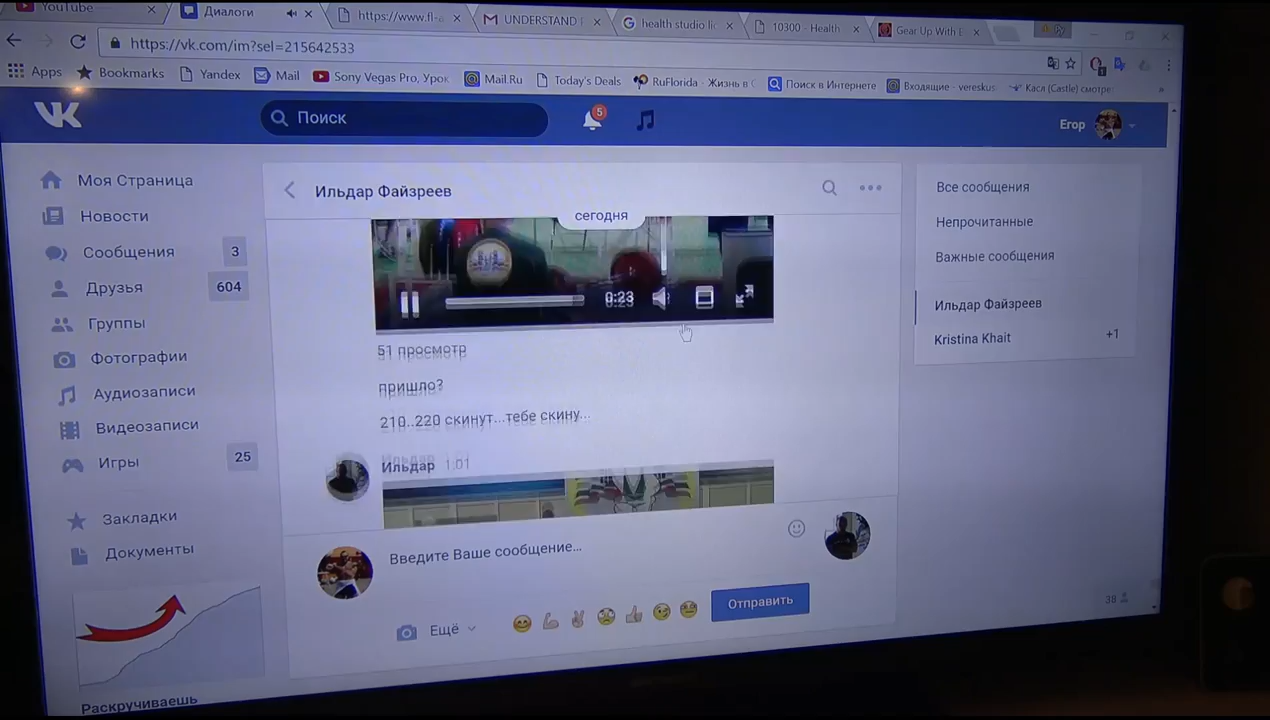 YouTube
Диалоги
https://www.fl-
UNDERSTAND
health studio li
10300 - Health
Gear Up With E
https://vk.com/im?sel=215642533
Apps
Bookmarks
Yandex
Mail
Sony Vegas Pro, Урок
Mail.Ru
Today's Deals
RuFlorida - Жизнь в
Поиск в Интернете
Входящие - vereskus
Касл (Castle) смотре
Поиск
5
Егор
Моя Страница
Новости
Сообщения 3
Друзья 604
Группы
Фотографии
Аудиозаписи
Видеозаписи
Игры 25
Закладки
Документы
Раскручиваешь
Ильдар Файзреев
сегодня
0:23
51 просмотр
пришло?
210..220 скинут...тебе скину...
Ильдар 1:01
Введите Ваше сообщение...
Ещё
Отправить
Все сообщения
Непрочитанные
Важные сообщения
Ильдар Файзреев
Kristina Khait +1
38